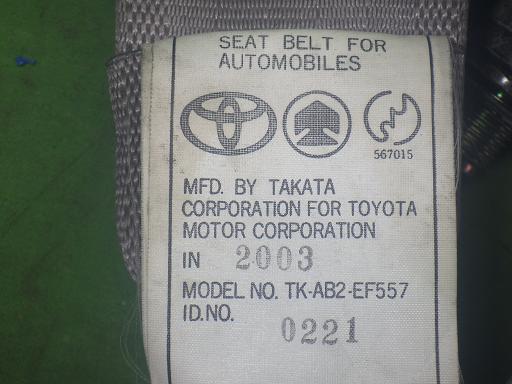 SEAT BELT FOR
AUTOMOBILES
567015
MFD. BY TAKATA
CORPORATION FOR TOYOTA
MOTOR CORPORATION
IN 2003
MODEL NO. TK-AB2-EF557
ID.NO. 0221